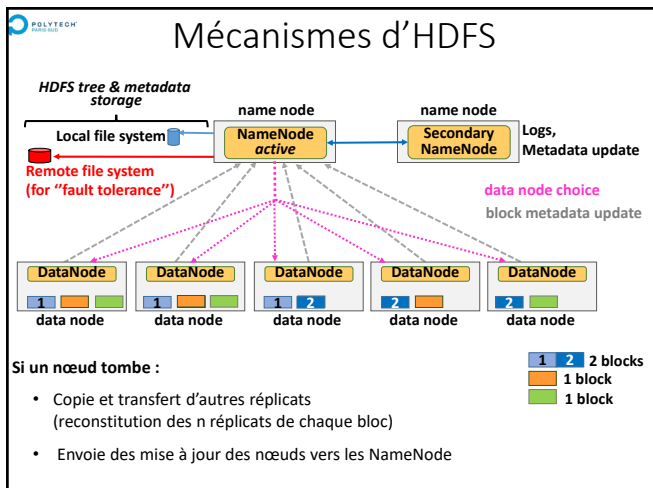 POLYTECH
PARIS-SUD
Mécanismes d’HDFS
HDFS tree & metadata
storage
name node
name node
Local file system
NameNode
active
Secondary
NameNode
Logs,
Metadata update
Remote file system
(for “fault tolerance”)
data node choice
block metadata update
DataNode
DataNode
DataNode
DataNode
DataNode
1
1
1 2
2
2
data node
data node
data node
data node
data node
Si un nœud tombe :
1 2 2 blocks
1 block
1 block
• Copie et transfert d’autres réplicats
(reconstitution des n réplicats de chaque bloc)
• Envoie des mise à jour des nœuds vers les NameNode